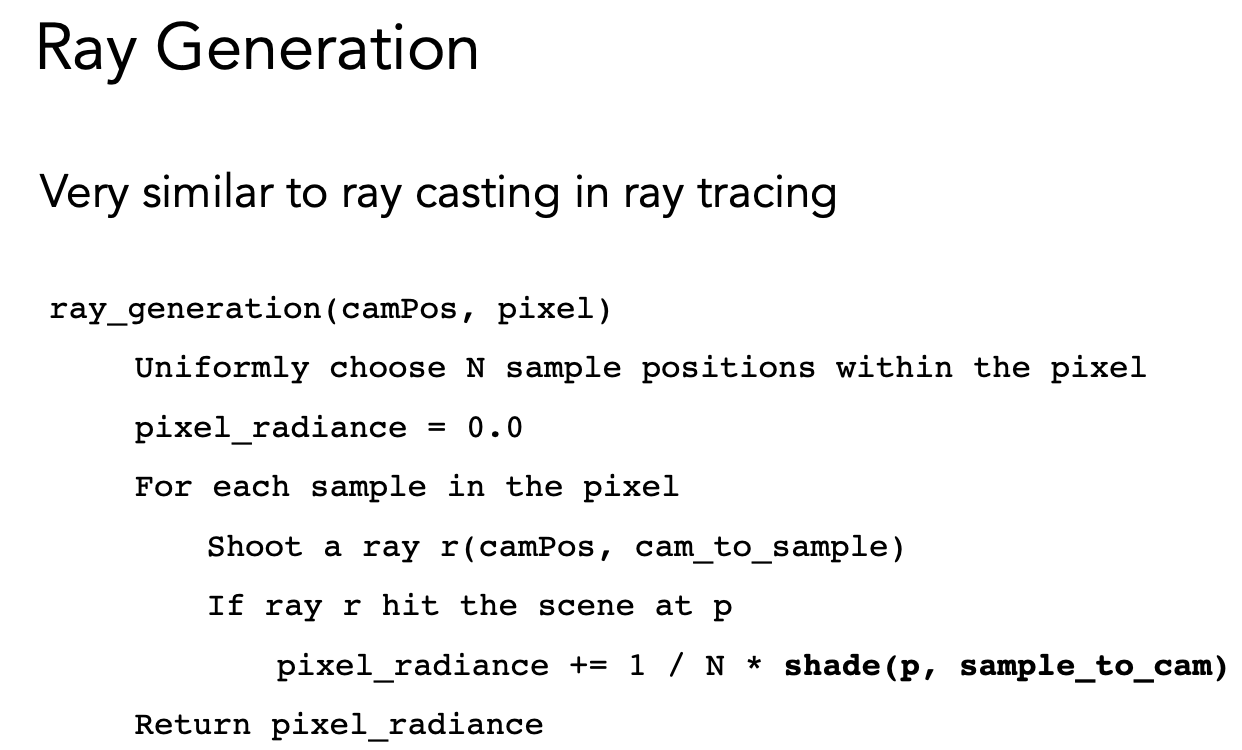 Ray Generation
Very similar to ray casting in ray tracing
ray_generation(camPos, pixel)
Uniformly choose N sample positions within the pixel
pixel_radiance = 0.0
For each sample in the pixel
Shoot a ray r(camPos, cam_to_sample)
If ray r hit the scene at p
pixel_radiance += 1 / N * shade(p, sample_to_cam)
Return pixel_radiance